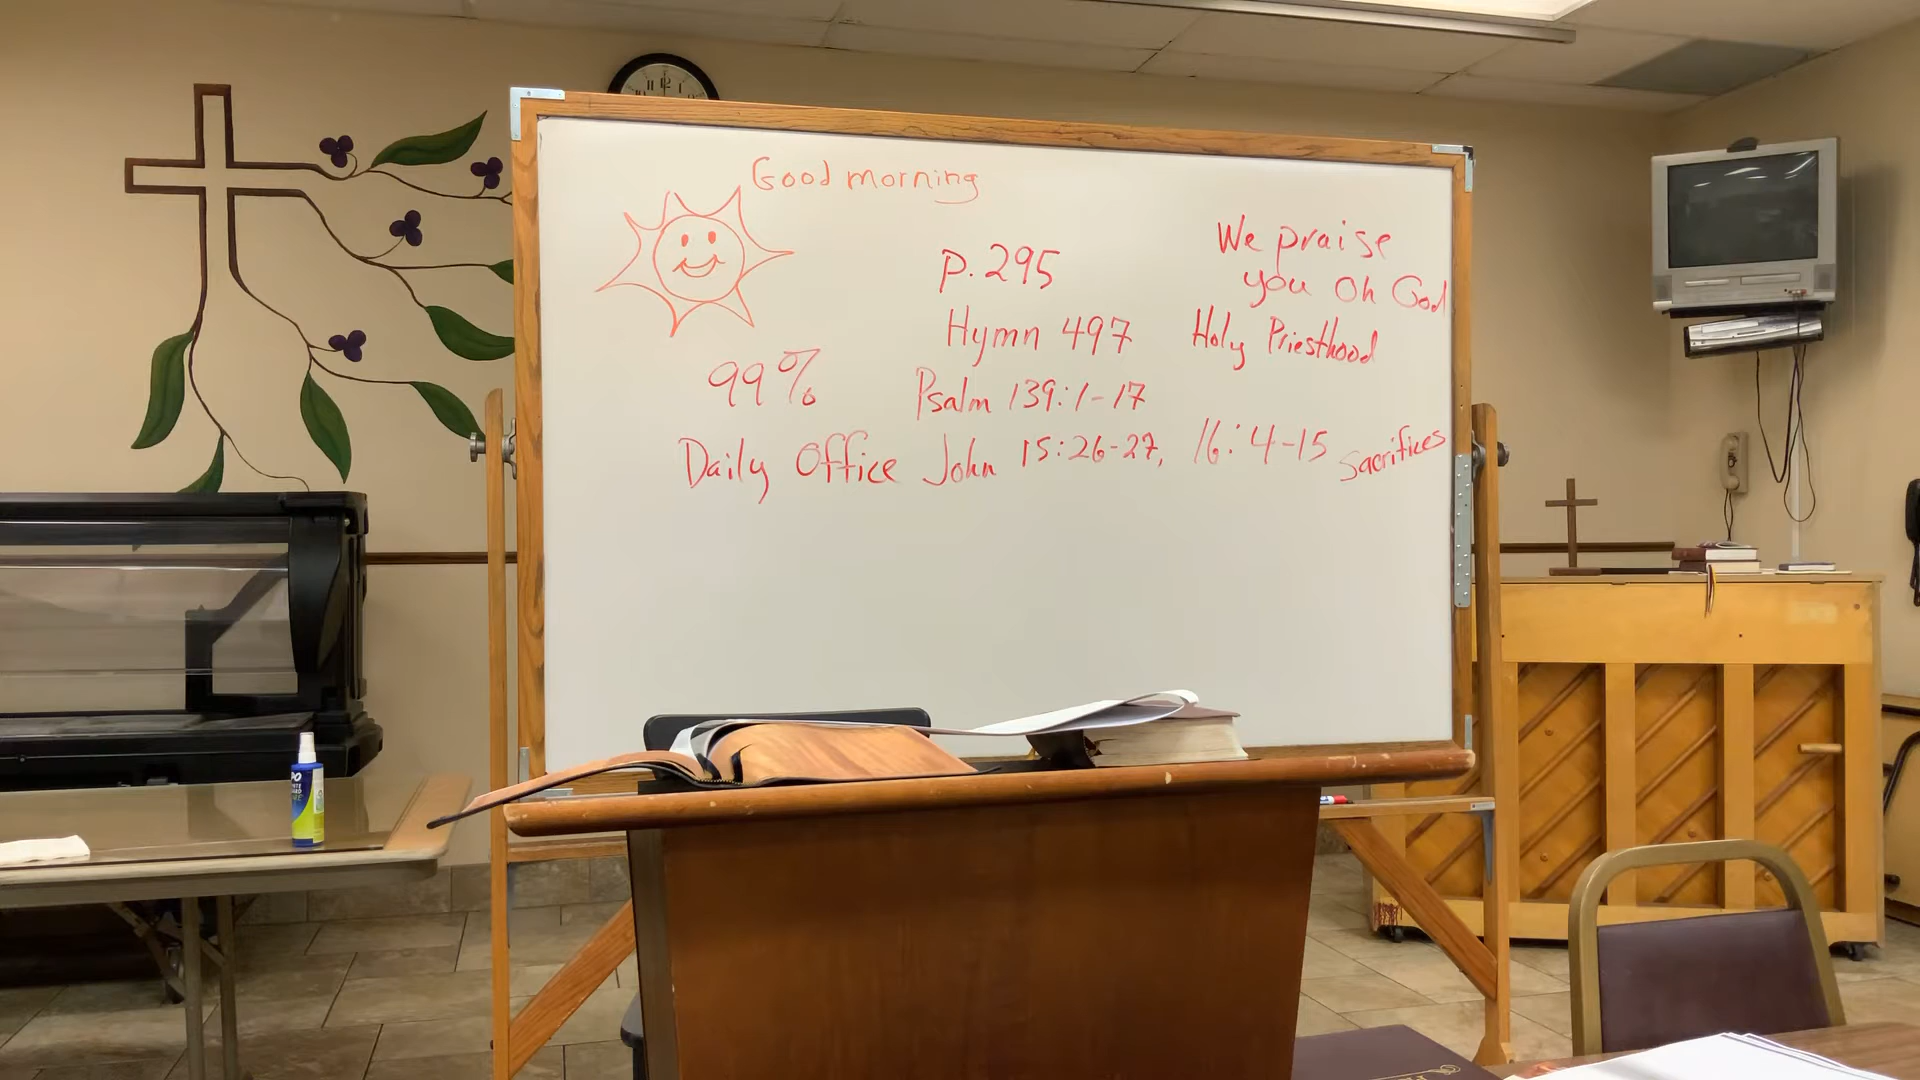 Good morning
p. 295
We praise
you Oh God
Hymn 497
Holy Priesthood
99%
Psalm 139:1-17
Daily Office John 15:26-27, 16:4-15
Sacrifices